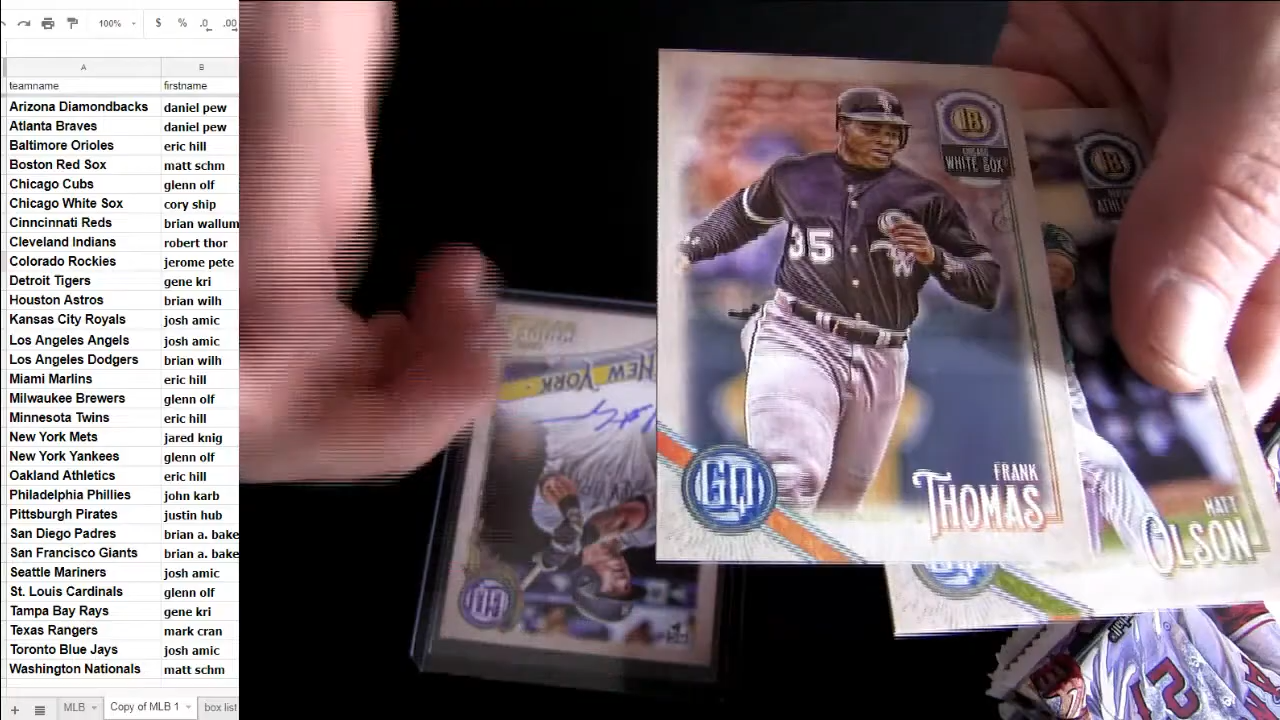 100% $ % .0 .00
A B
teamname firstname
Arizona Diamondbacks daniel pew
Atlanta Braves daniel pew
Baltimore Orioles eric hill
Boston Red Sox matt schm
Chicago Cubs glenn olf
Chicago White Sox cory ship
Cinncinnati Reds brian wallum
Cleveland Indians robert thor
Colorado Rockies jerome pete
Detroit Tigers gene kri
Houston Astros brian wilh
Kansas City Royals josh amic
Los Angeles Angels josh amic
Los Angeles Dodgers brian wilh
Miami Marlins eric hill
Milwaukee Brewers glenn olf
Minnesota Twins eric hill
New York Mets jared knig
New York Yankees glenn olf
Oakland Athletics eric hill
Philadelphia Phillies john karb
Pittsburgh Pirates justin hub
San Diego Padres brian a. bake
San Francisco Giants brian a. bake
Seattle Mariners josh amic
St. Louis Cardinals glenn olf
Tampa Bay Rays gene kri
Texas Rangers mark cran
Toronto Blue Jays josh amic
Washington Nationals matt schm
MLB Copy of MLB 1 box list
CHICAGO
WHITE SOX
35
GQ
FRANK
THOMAS
MATT
OLSON
NEW YORK
GQ